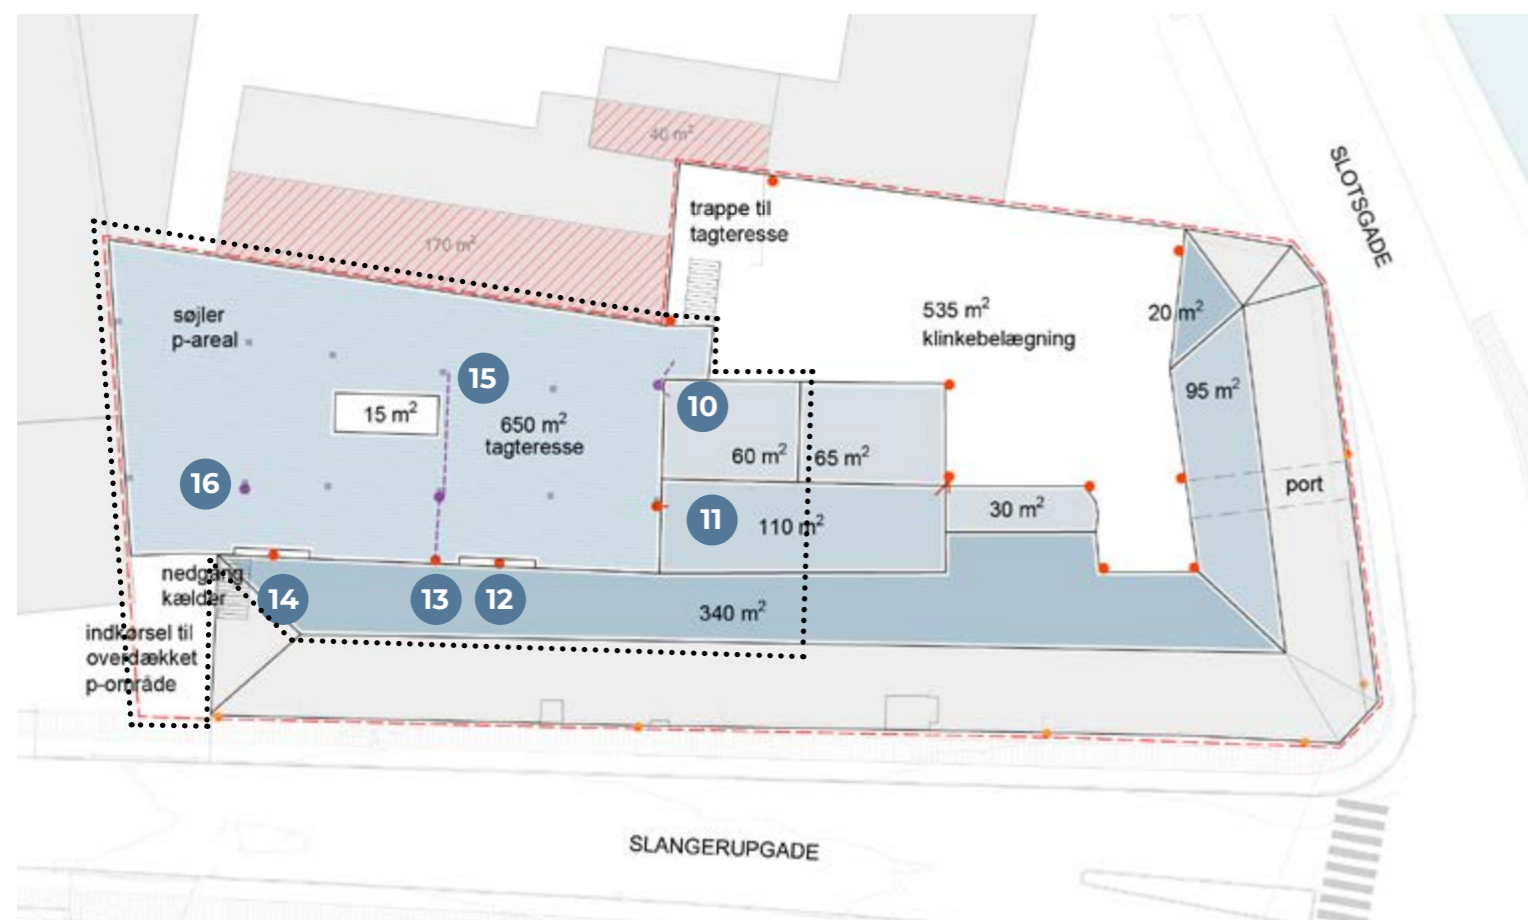 40 m²
SLOTSGADE
trappe til
tagteresse
170 m²
535 m²
klinkebelægning
20 m²
søjler
p-areal
15
95 m²
15 m²
10
650 m²
tagteresse
60 m²
65 m²
16
port
11
110 m²
30 m²
nedgang
kælder
14
13
12
340 m²
indkørsel til
overdækket
p-område
SLANGERUPGADE